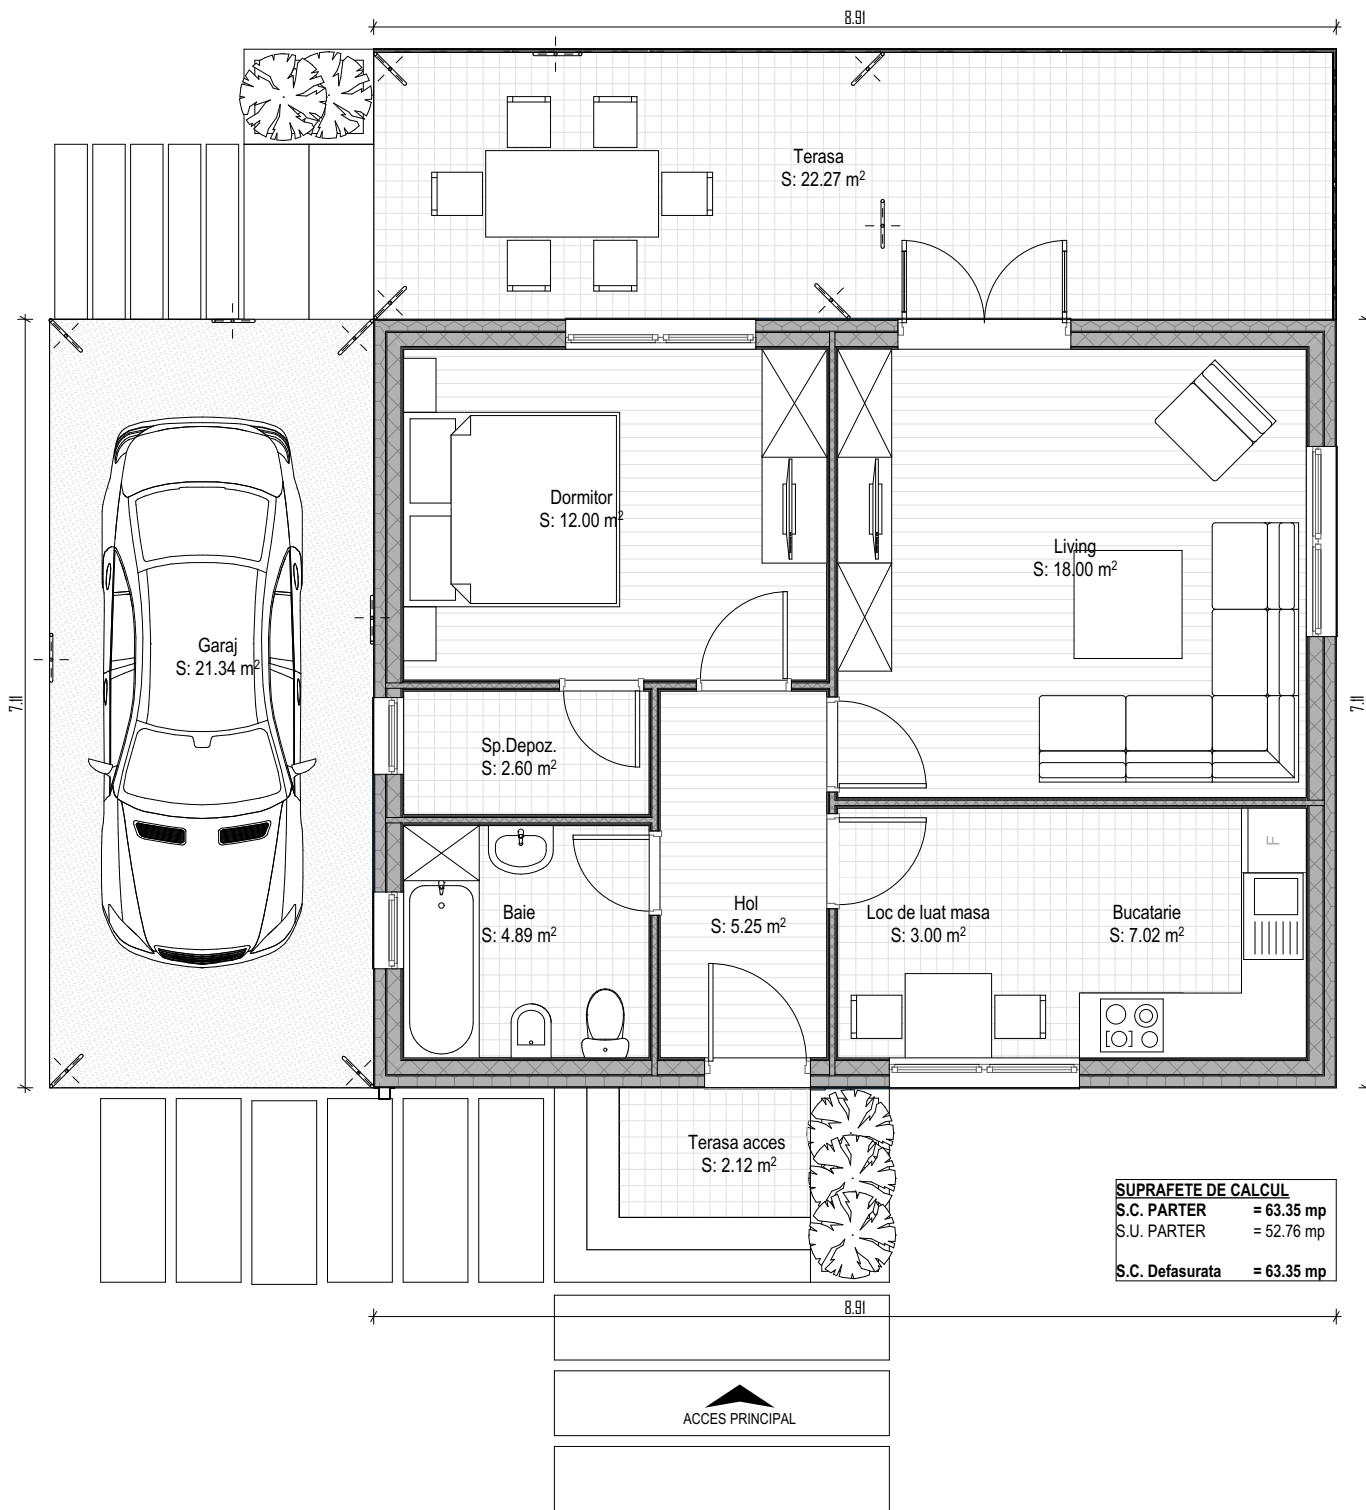 8.91
Terasa
S: 22.27 m²
Dormitor
S: 12.00 m²
Living
S: 18.00 m²
Garaj
S: 21.34 m²
7.11
7.11
Sp.Depoz.
S: 2.60 m²
F
Baie
S: 4.89 m²
Hol
S: 5.25 m²
Loc de luat masa
S: 3.00 m²
Bucatarie
S: 7.02 m²
Terasa acces
S: 2.12 m²
SUPRAFETE DE CALCUL
S.C. PARTER = 63.35 mp
S.U. PARTER = 52.76 mp
S.C. Defasurata = 63.35 mp
8.91
ACCES PRINCIPAL